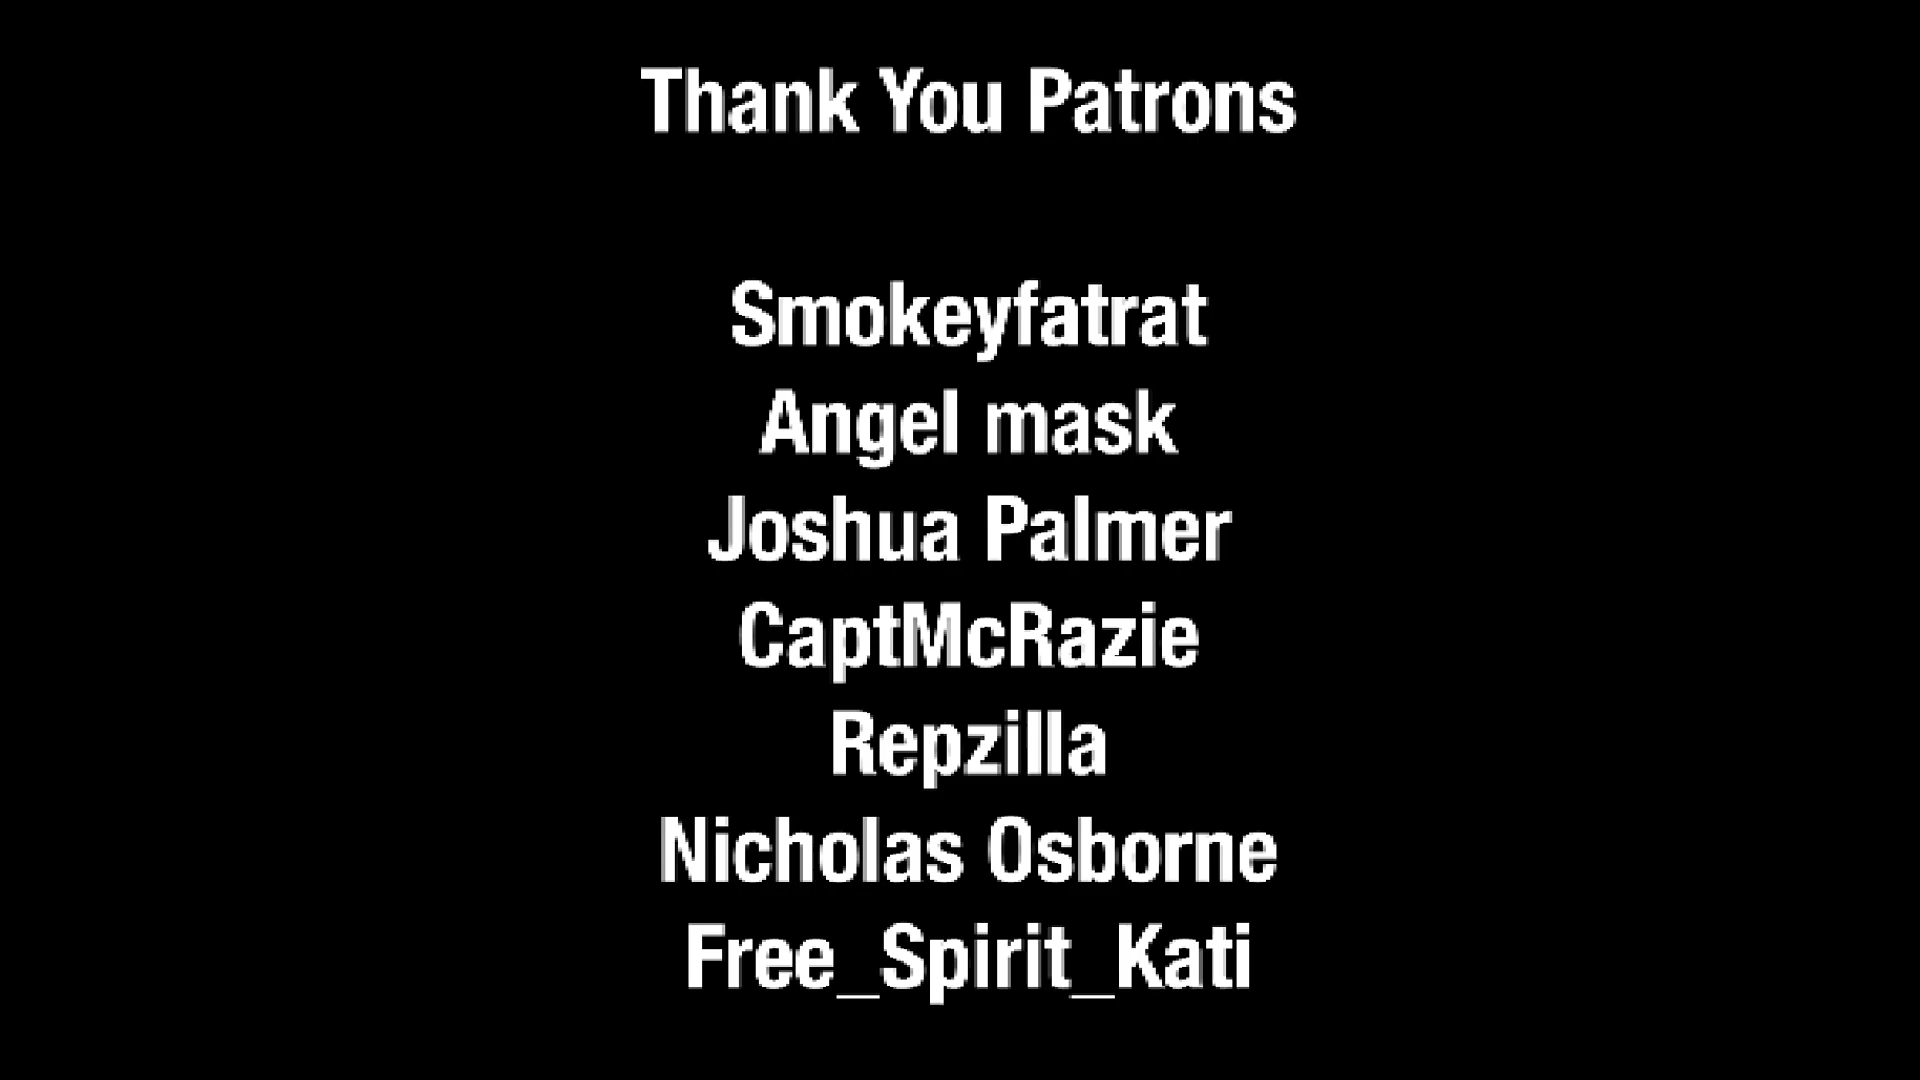 Thank You Patrons
Smokeyfatrat
Angel mask
Joshua Palmer
CaptMcRazie
Repzilla
Nicholas Osborne
Free_Spirit_Kati